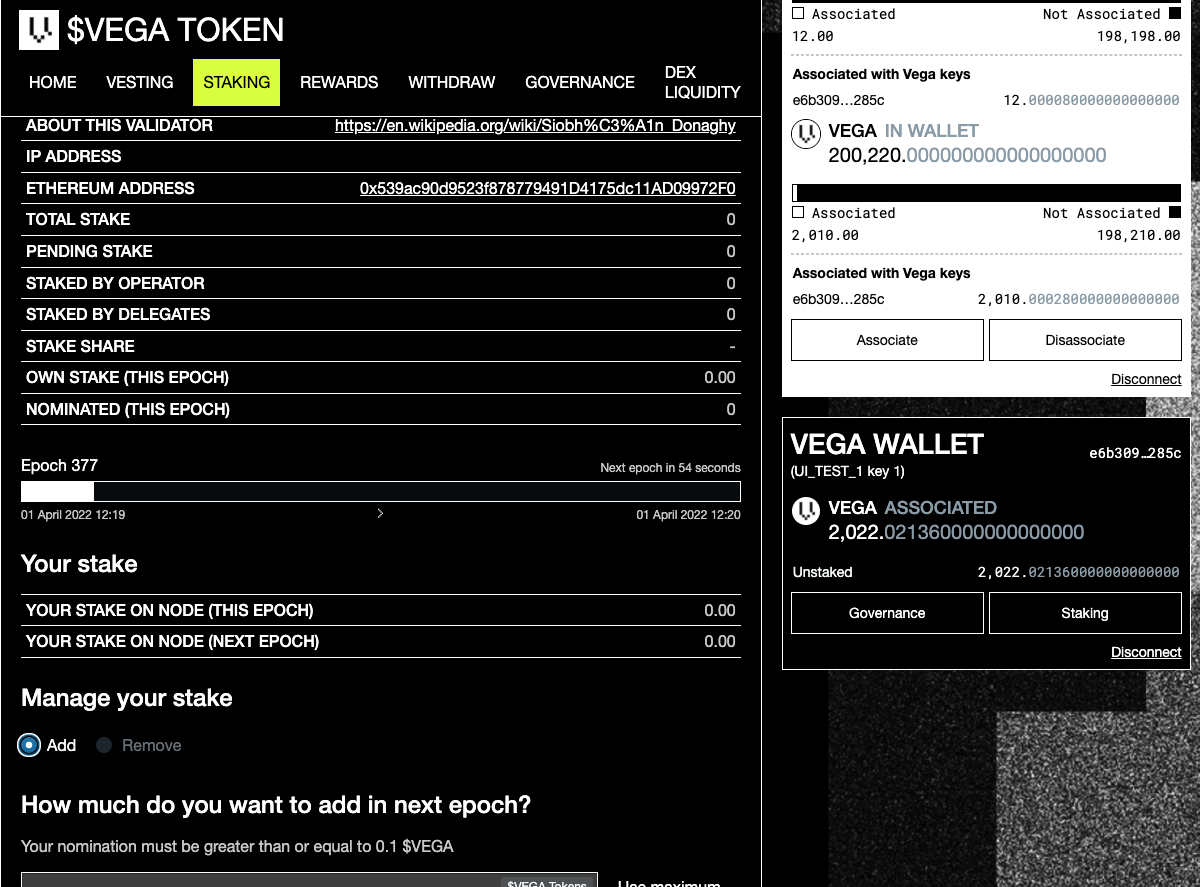 $VEGA TOKEN
HOME VESTING STAKING REWARDS WITHDRAW GOVERNANCE DEX LIQUIDITY
ABOUT THIS VALIDATOR https://en.wikipedia.org/wiki/Siobh%C3%A1n_Donaghy
IP ADDRESS
ETHEREUM ADDRESS 0x539ac90d9523f878779491D4175dc11AD09972F0
TOTAL STAKE 0
PENDING STAKE 0
STAKED BY OPERATOR 0
STAKED BY DELEGATES 0
STAKE SHARE -
OWN STAKE (THIS EPOCH) 0.00
NOMINATED (THIS EPOCH) 0
Epoch 377 Next epoch in 54 seconds
01 April 2022 12:19 01 April 2022 12:20
Your stake
YOUR STAKE ON NODE (THIS EPOCH) 0.00
YOUR STAKE ON NODE (NEXT EPOCH) 0.00
Manage your stake
Add Remove
How much do you want to add in next epoch?
Your nomination must be greater than or equal to 0.1 $VEGA
$VEGA Tokens Use maximum
Associated Not Associated
12.00 198,198.00
Associated with Vega keys
e6b309…285c 12.000080000000000000
VEGA IN WALLET
200,220.000000000000000000
Associated Not Associated
2,010.00 198,210.00
Associated with Vega keys
e6b309…285c 2,010.000280000000000000
Associate Disassociate
Disconnect
VEGA WALLET e6b309…285c
(UI_TEST_1 key 1)
VEGA ASSOCIATED
2,022.021360000000000000
Unstaked 2,022.021360000000000000
Governance Staking
Disconnect